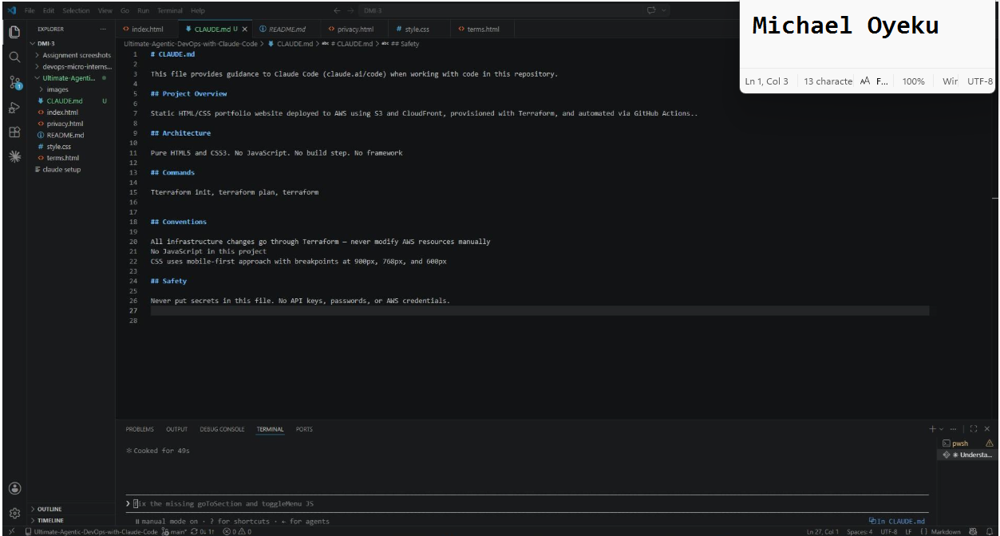 File Edit Selection View Go Run Terminal Help
DMI-3
Michael Oyeku
Ln 1, Col 3 13 characte F... 100% Wir UTF-8
EXPLORER
DMI-3
Assignment screeshots
devops-micro-interns...
Ultimate-Agenti...
images
CLAUDE.md U
index.html
privacy.html
README.md
style.css
terms.html
claude setup
OUTLINE
TIMELINE
index.html CLAUDE.md U README.md privacy.html style.css terms.html
Ultimate-Agentic-DevOps-with-Claude-Code > CLAUDE.md > # CLAUDE.md > ## Safety
1 # CLAUDE.md
2
3 This file provides guidance to Claude Code (claude.ai/code) when working with code in this repository.
4
5 ## Project Overview
6
7 Static HTML/CSS portfolio website deployed to AWS using S3 and CloudFront, provisioned with Terraform, and automated via GitHub Actions..
8
9 ## Architecture
10
11 Pure HTML5 and CSS3. No JavaScript. No build step. No framework
12
13 ## Commands
14
15 Tterraform init, terraform plan, terraform
16
17
18 ## Conventions
19
20 All infrastructure changes go through Terraform — never modify AWS resources manually
21 No JavaScript in this project
22 CSS uses mobile-first approach with breakpoints at 900px, 768px, and 600px
23
24 ## Safety
25
26 Never put secrets in this file. No API keys, passwords, or AWS credentials.
27
28
PROBLEMS OUTPUT DEBUG CONSOLE TERMINAL PORTS
pwsh
Understa...
Cooked for 49s
ix the missing goToSection and toggleMenu JS
manual mode on · ? for shortcuts · ← for agents
In CLAUDE.md
Ultimate-Agentic-DevOps-with-Claude-Code main* 0↓ 1↑ 0 0 Ln 27, Col 1 Spaces: 4 UTF-8 LF { } Markdown